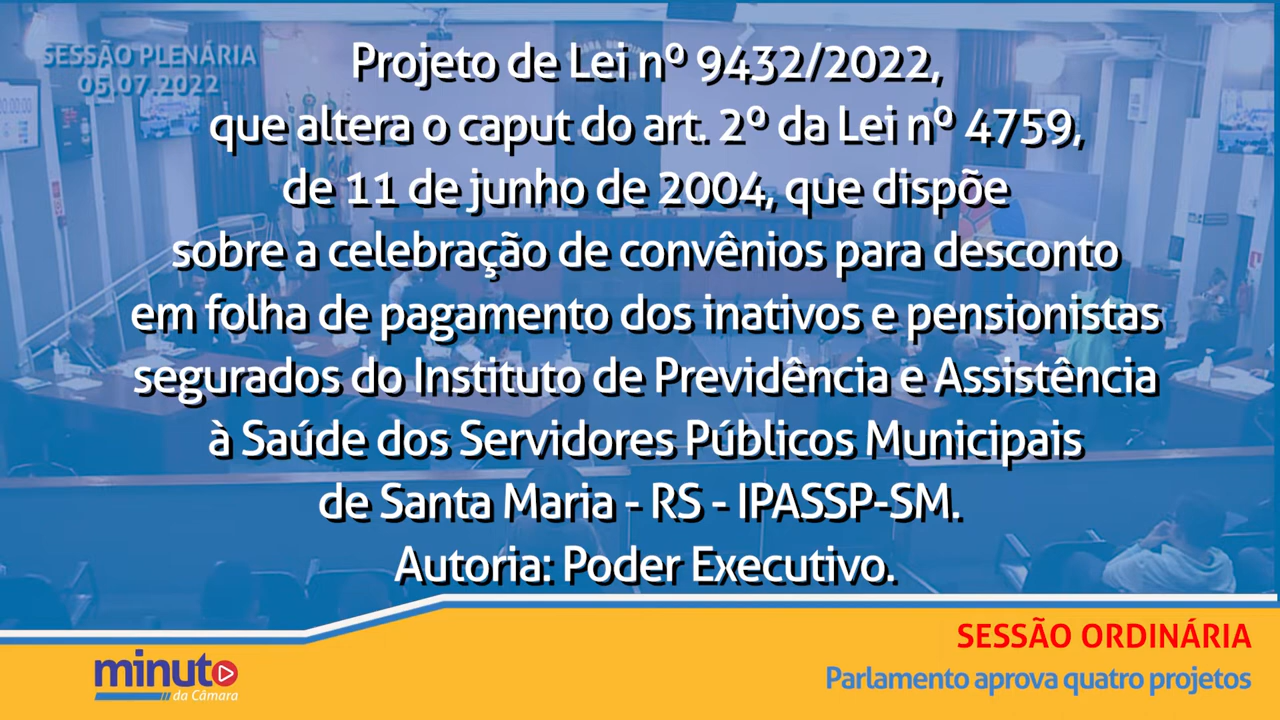 SESSÃO PLENÁRIA
05.07.2022
Projeto de Lei nº 9432/2022,
que altera o caput do art. 2º da Lei nº 4759,
de 11 de junho de 2004, que dispõe
sobre a celebração de convênios para desconto
em folha de pagamento dos inativos e pensionistas
segurados do Instituto de Previdência e Assistência
à Saúde dos Servidores Públicos Municipais
de Santa Maria - RS - IPASSP-SM.
Autoria: Poder Executivo.
SESSÃO ORDINÁRIA
Parlamento aprova quatro projetos
minuto
da Câmara